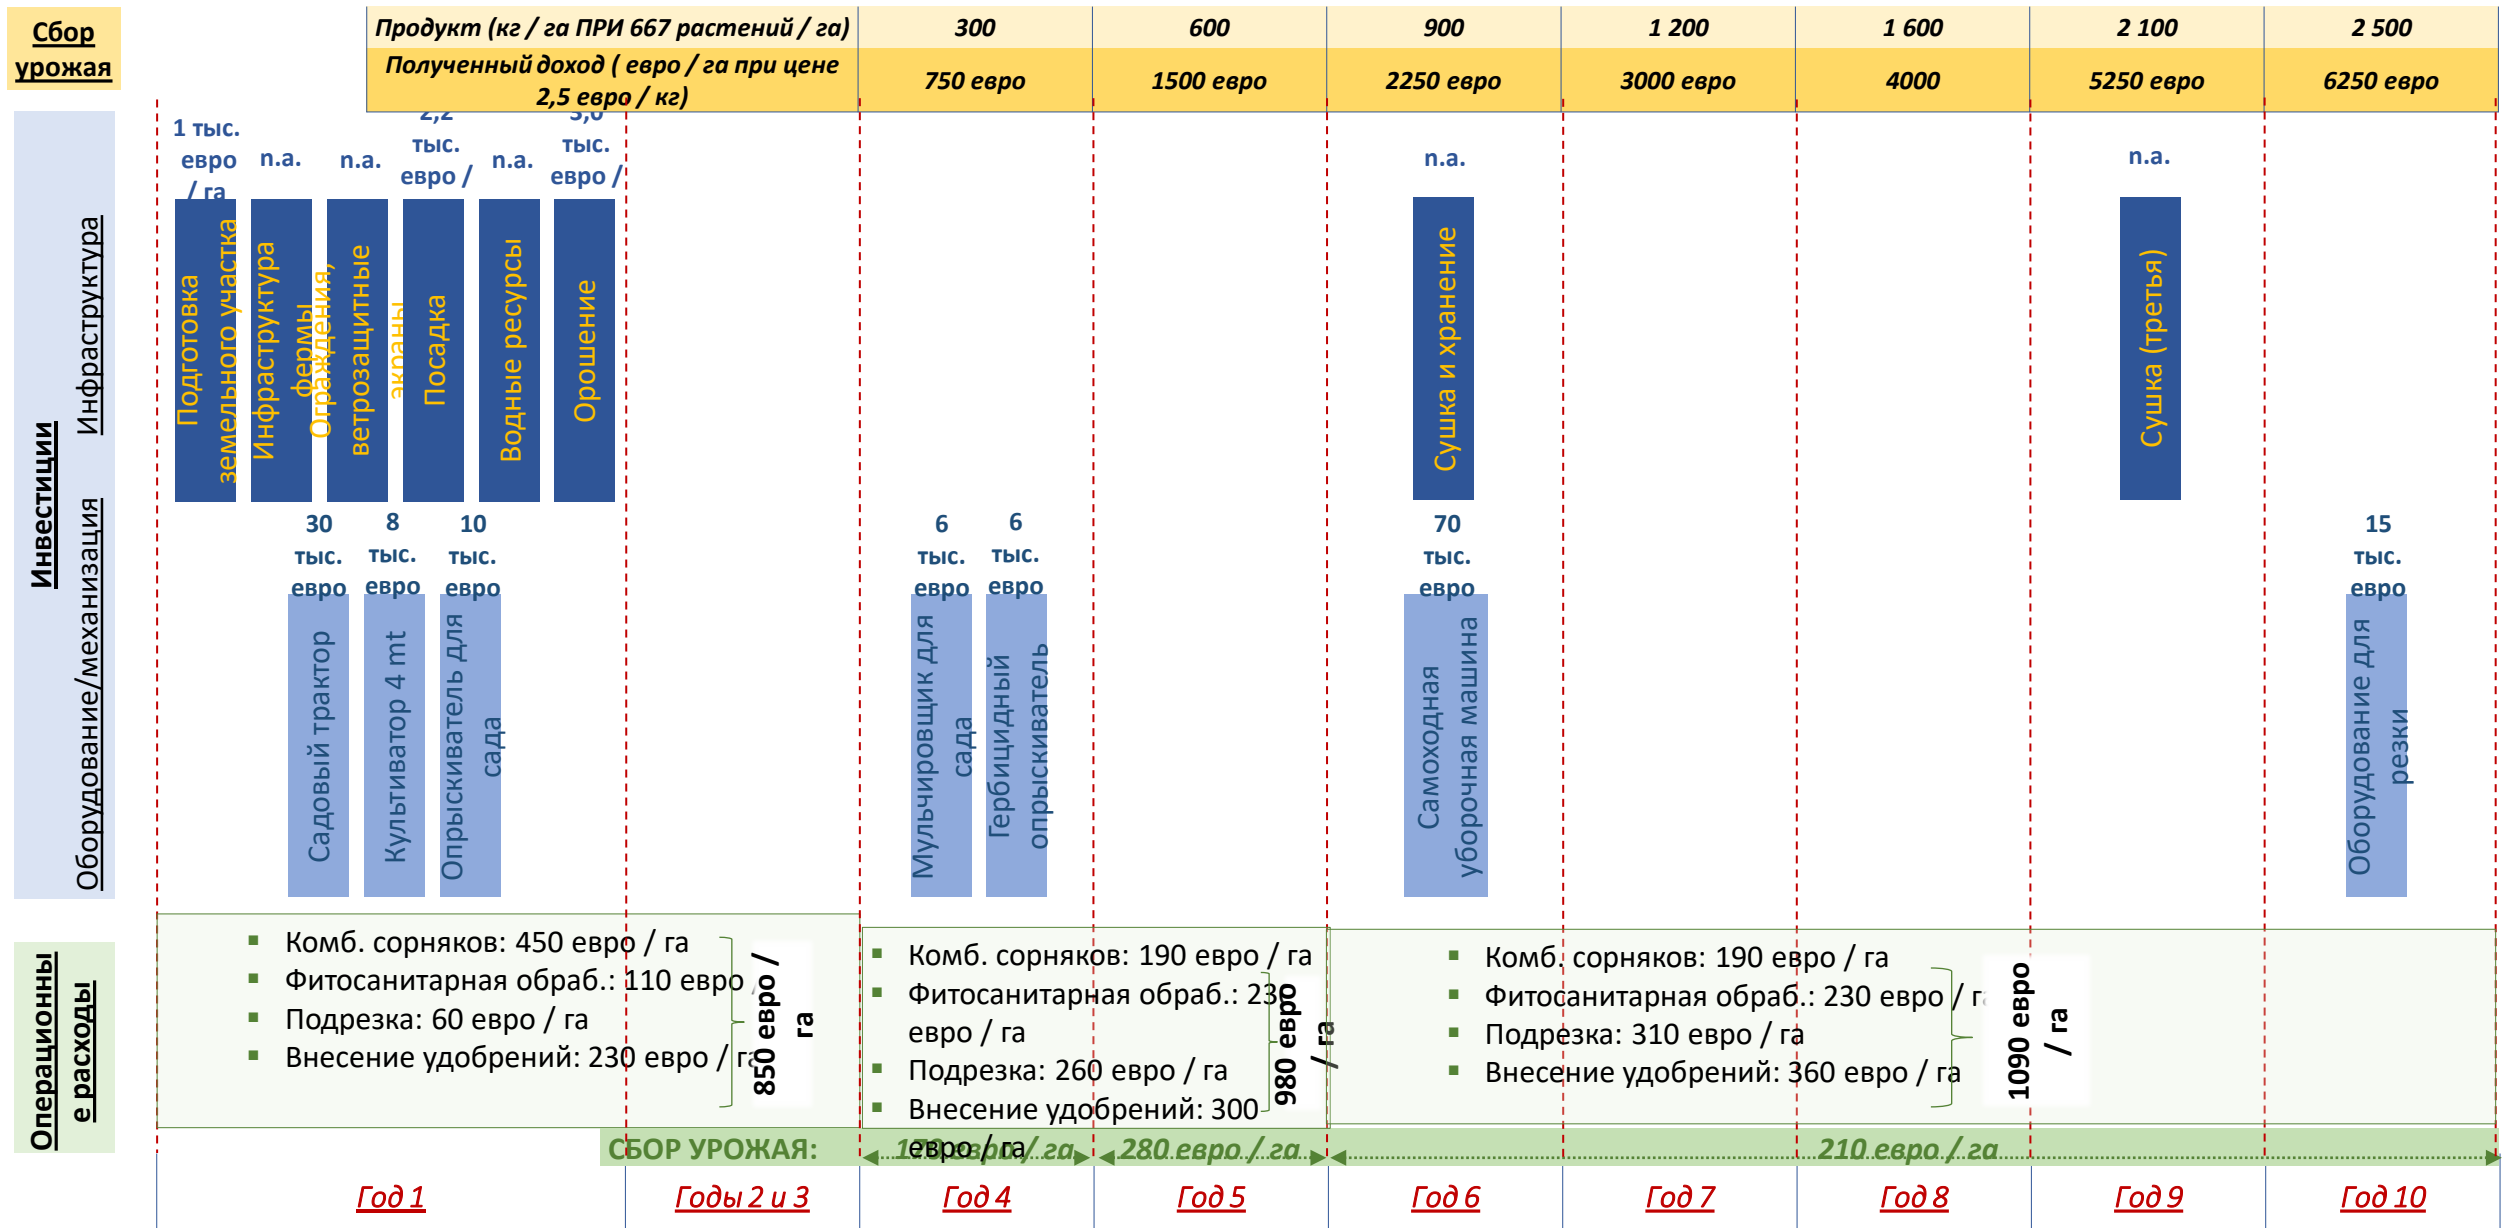 Сбор
урожая
Продукт (кг / га ПРИ 667 растений / га)
300
600
900
1 200
1 600
2 100
2 500
Полученный доход ( евро / га при цене
2,5 евро / кг)
750 евро
1500 евро
2250 евро
3000 евро
4000
5250 евро
6250 евро
Инвестиции
Инфраструктура
1 тыс.
евро
/ га
n.a.
n.a.
2,2
тыс.
евро /
n.a.
3,0
тыс.
евро /
n.a.
n.a.
Подготовка
земельного участка
Инфраструктура
фермы
Ограждения,
ветрозащитные
экраны
Посадка
Водные ресурсы
Орошение
Сушка и хранение
Сушка (третья)
Оборудование/механизация
30
тыс.
евро
8
тыс.
евро
10
тыс.
евро
6
тыс.
евро
6
тыс.
евро
70
тыс.
евро
15
тыс.
евро
Садовый трактор
Культиватор 4 mt
Опрыскиватель для
сада
Мульчировщик для
сада
Гербицидный
опрыскиватель
Самоходная
уборочная машина
Оборудование для
резки
Операционны
е расходы
▪ Комб. сорняков: 450 евро / га
▪ Фитосанитарная обраб.: 110 евро /
▪ Подрезка: 60 евро / га
▪ Внесение удобрений: 230 евро / га
850 евро /
га
▪ Комб. сорняков: 190 евро / га
▪ Фитосанитарная обраб.: 230
евро / га
▪ Подрезка: 260 евро / га
▪ Внесение удобрений: 300
евро / га
980 евро
/ га
▪ Комб. сорняков: 190 евро / га
▪ Фитосанитарная обраб.: 230 евро / га
▪ Подрезка: 310 евро / га
▪ Внесение удобрений: 360 евро / га
1090 евро
/ га
СБОР УРОЖАЯ:
170 евро / га
280 евро / га
210 евро / га
Год 1
Годы 2 и 3
Год 4
Год 5
Год 6
Год 7
Год 8
Год 9
Год 10